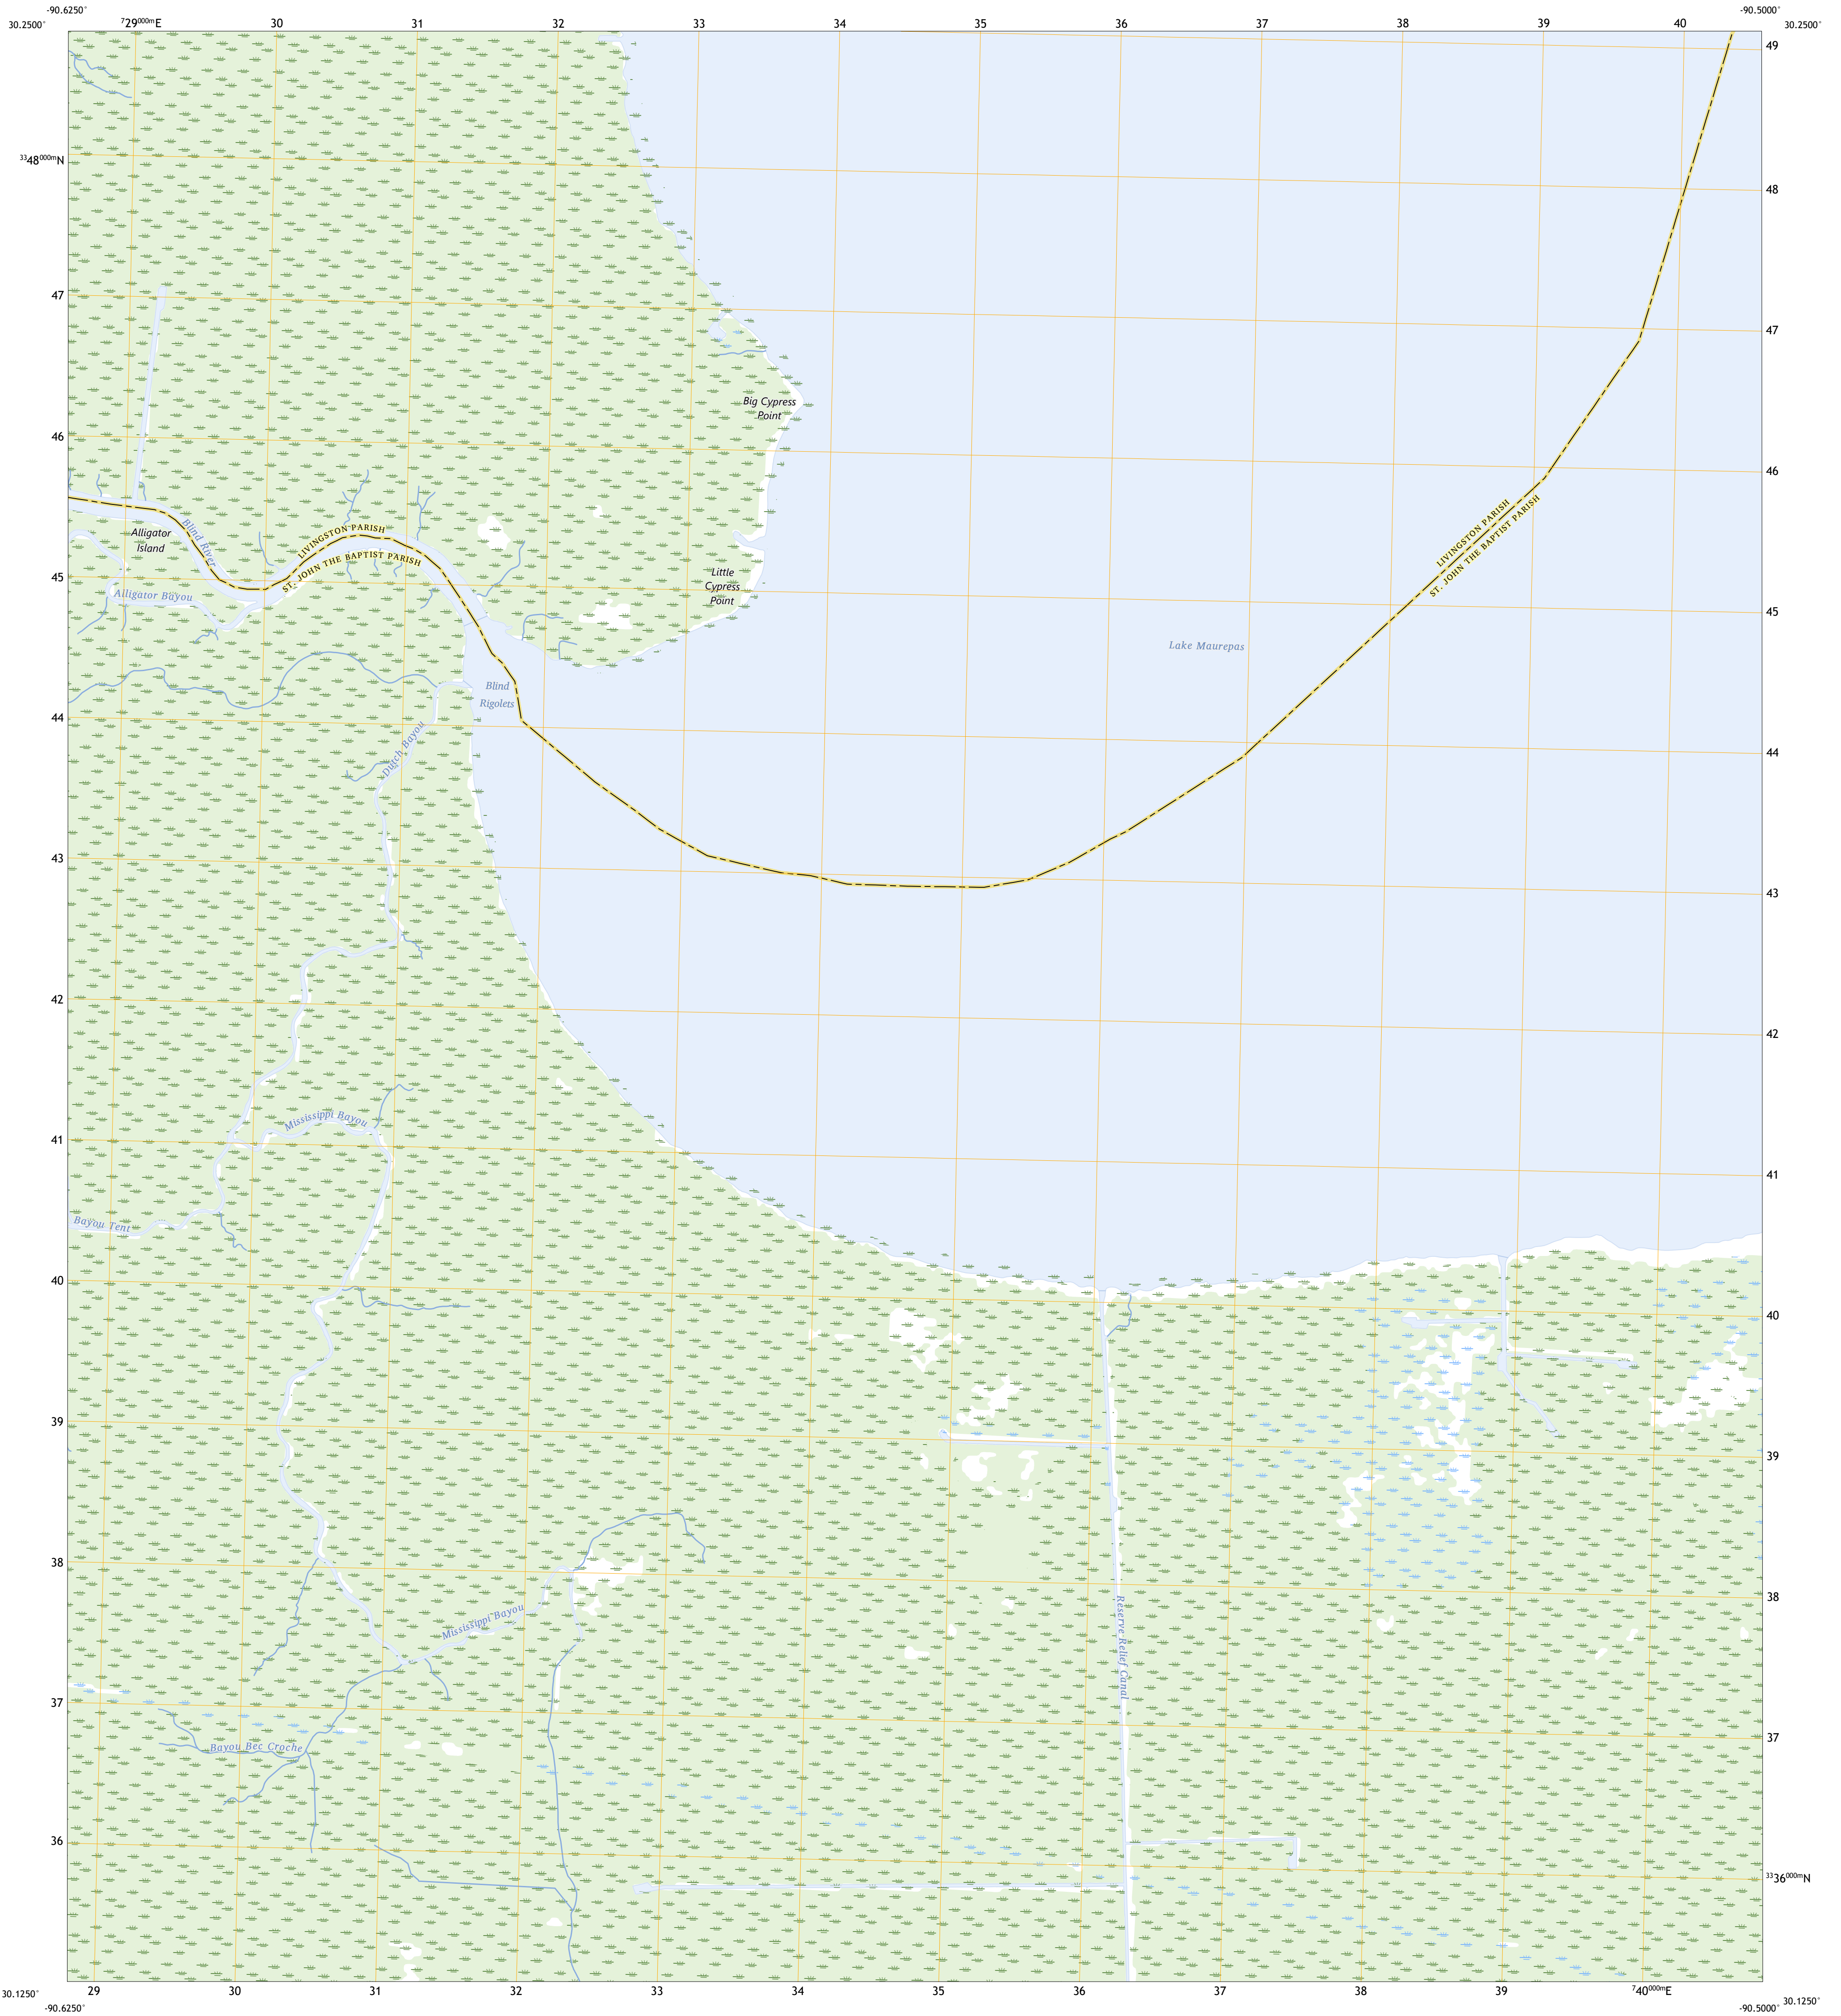 -90.6250° -90.5000°
30.2500° 729000mE 30 31 32 33 34 35 36 37 38 39 40 30.2500°
49
3348000mN
48
47
47
Big Cypress
Point
46
46
LIVINGSTON PARISH
ST. JOHN THE BAPTIST PARISH
Blind River
LIVINGSTON PARISH
ST. JOHN THE BAPTIST PARISH
Alligator
Island
45
Little
Cypress
Point
Alligator Bayou
45
Lake Maurepas
Blind
Rigolets
44
Dutch Bayou
44
43
43
42
42
Mississippi Bayou
41
41
Bayou Tent
40
40
39
39
38
38
Mississippi Bayou
Reserve Relief Canal
37
37
Bayou Bec Croche
36
3336000mN
30.1250° 29 30 31 32 33 34 35 36 37 38 39 740000mE 30.1250°
-90.6250° -90.5000°